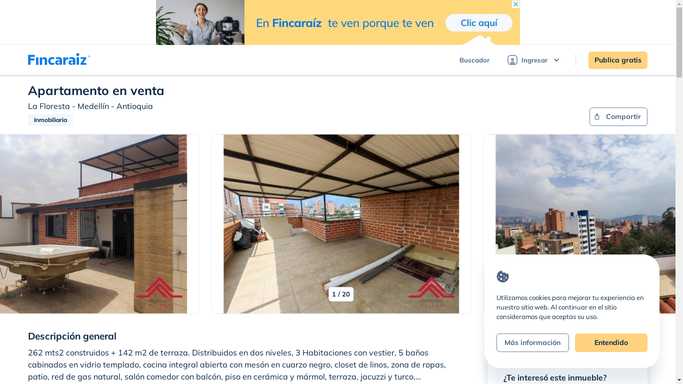 En Fincaraíz te ven porque te ven
Clic aquí
Fincaraiz
Buscador
Ingresar
Publica gratis
Apartamento en venta
La Floresta - Medellín - Antioquia
Inmobiliaria
Compartir
1 / 20
Utilizamos cookies para mejorar tu experiencia en
nuestro sitio web. Al continuar en el sitio
consideramos que aceptas su uso.
Más información
Entendido
Descripción general
262 mts2 construidos + 142 m2 de terraza. Distribuidos en dos niveles, 3 Habitaciones con vestier, 5 baños
cabinados en vidrio templado, cocina integral abierta con mesón en cuarzo negro, closet de linos, zona de ropas,
patio, red de gas natural, salón comedor con balcón, piso en cerámica y mármol, terraza, jacuzzi y turco....
¿Te interesó este inmueble?